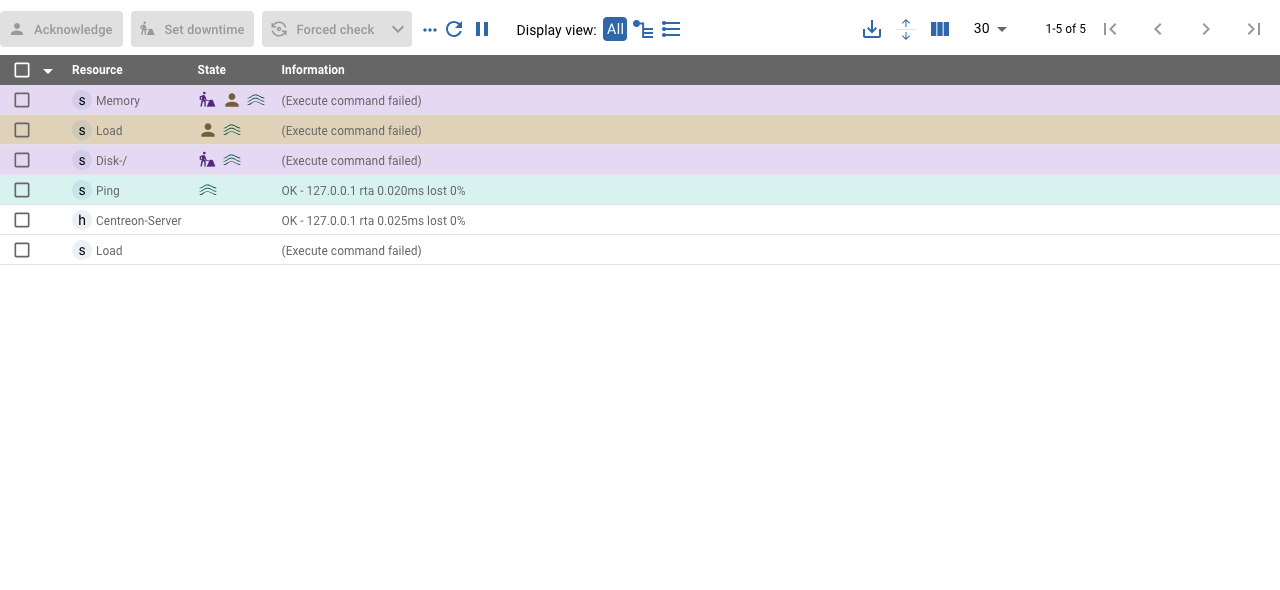 Acknowledge Set downtime Forced check Display view: All 30 1-5 of 5
Resource State Information
s Memory (Execute command failed)
s Load (Execute command failed)
s Disk-/ (Execute command failed)
s Ping OK - 127.0.0.1 rta 0.020ms lost 0%
h Centreon-Server OK - 127.0.0.1 rta 0.025ms lost 0%
s Load (Execute command failed)